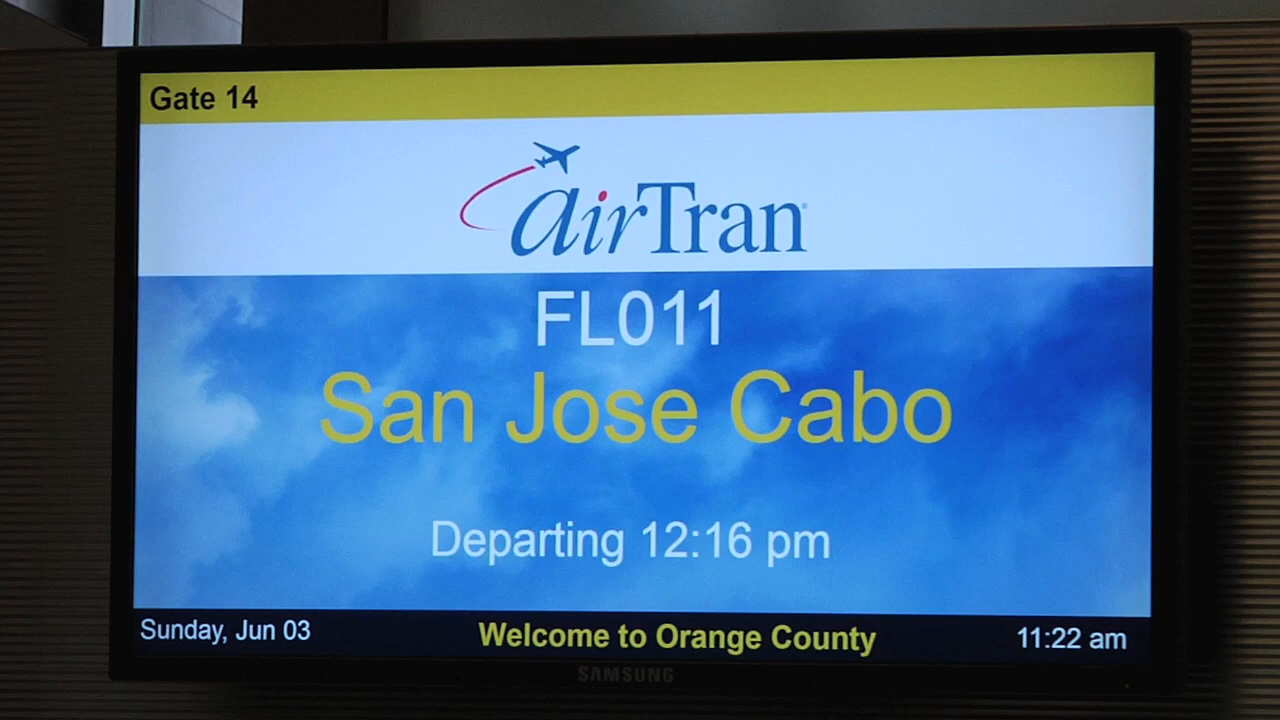 Gate 14
airTran
FL011
San Jose Cabo
Departing 12:16 pm
Sunday, Jun 03
Welcome to Orange County
11:22 am
SAMSUNG